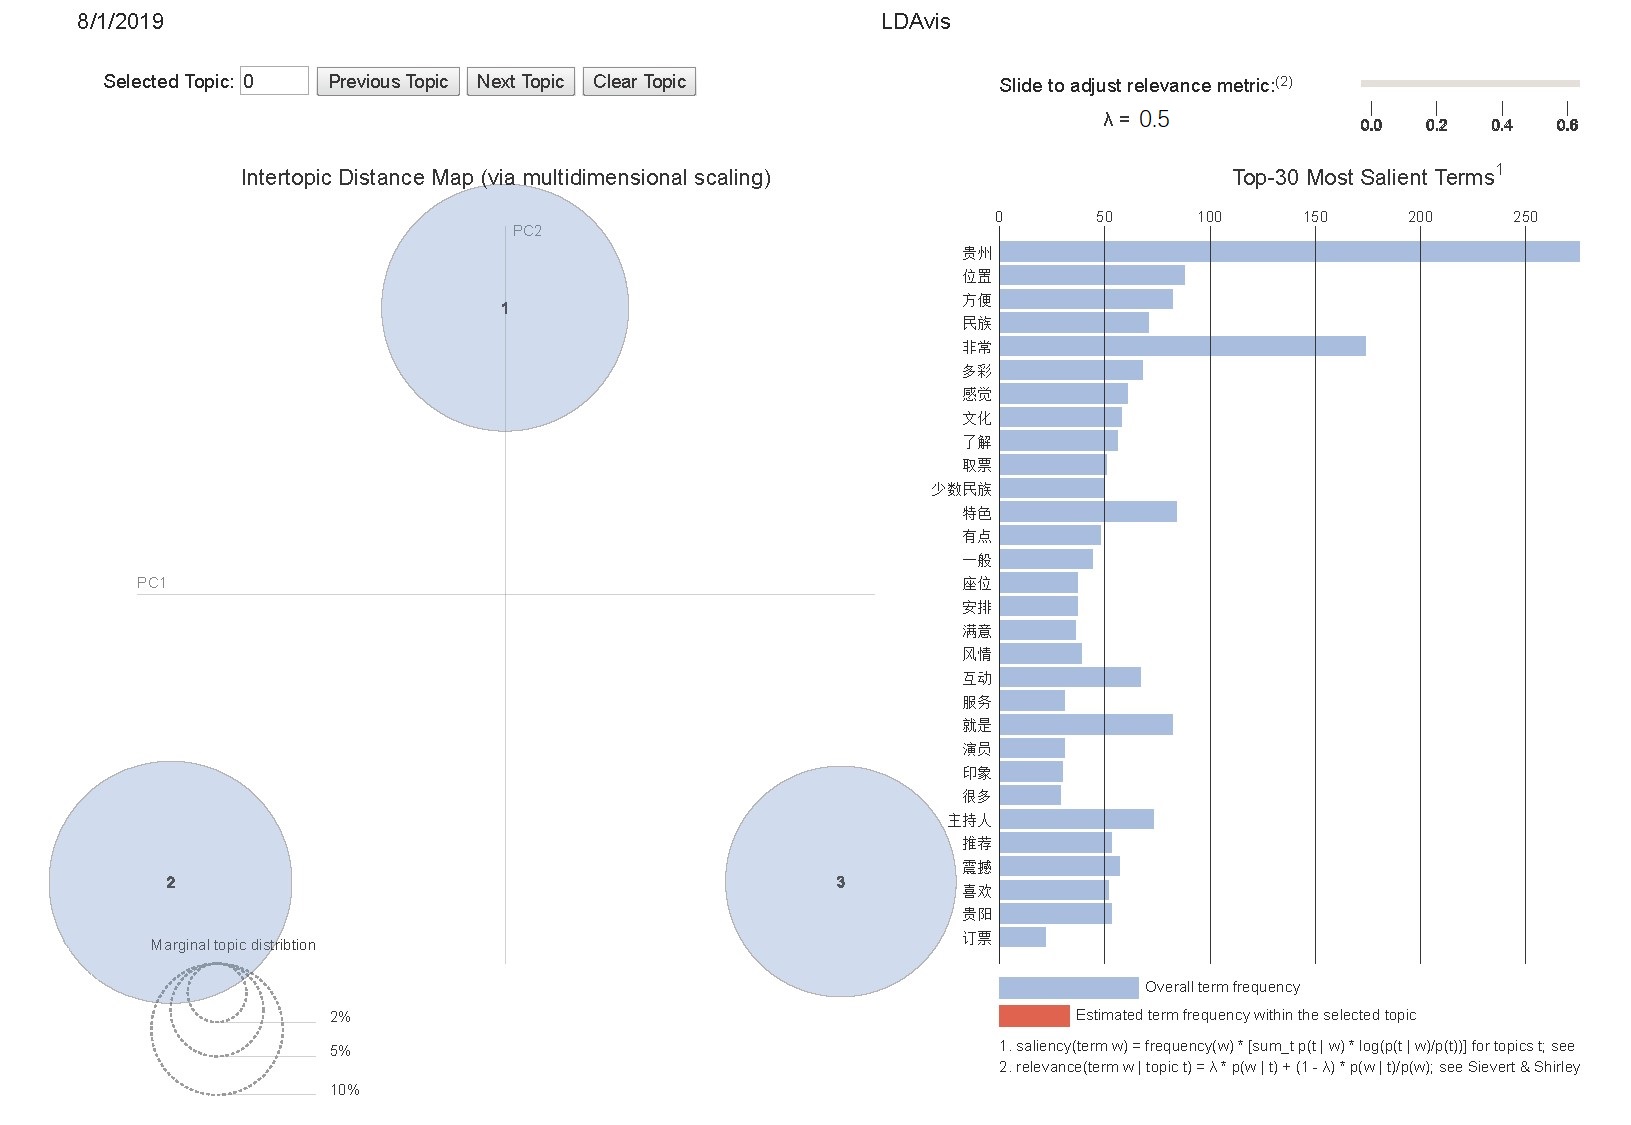 8/1/2019
LDAvis
Selected Topic: 0 Previous Topic Next Topic Clear Topic
Slide to adjust relevance metric:(2)
λ = 0.5
0.0 0.2 0.4 0.6
Intertopic Distance Map (via multidimensional scaling)
PC2
1
PC1
2
3
Marginal topic distribtion
2%
5%
10%
Top-30 Most Salient Terms1
0 50 100 150 200 250
贵州
位置
方便
民族
非常
多彩
感觉
文化
了解
取票
少数民族
特色
有点
一般
座位
安排
满意
风情
互动
服务
就是
演员
印象
很多
主持人
推荐
震撼
喜欢
贵阳
订票
Overall term frequency
Estimated term frequency within the selected topic
1. saliency(term w) = frequency(w) * [sum_t p(t | w) * log(p(t | w)/p(t))] for topics t; see
2. relevance(term w | topic t) = λ * p(w | t) + (1 - λ) * p(w | t)/p(w); see Sievert & Shirley